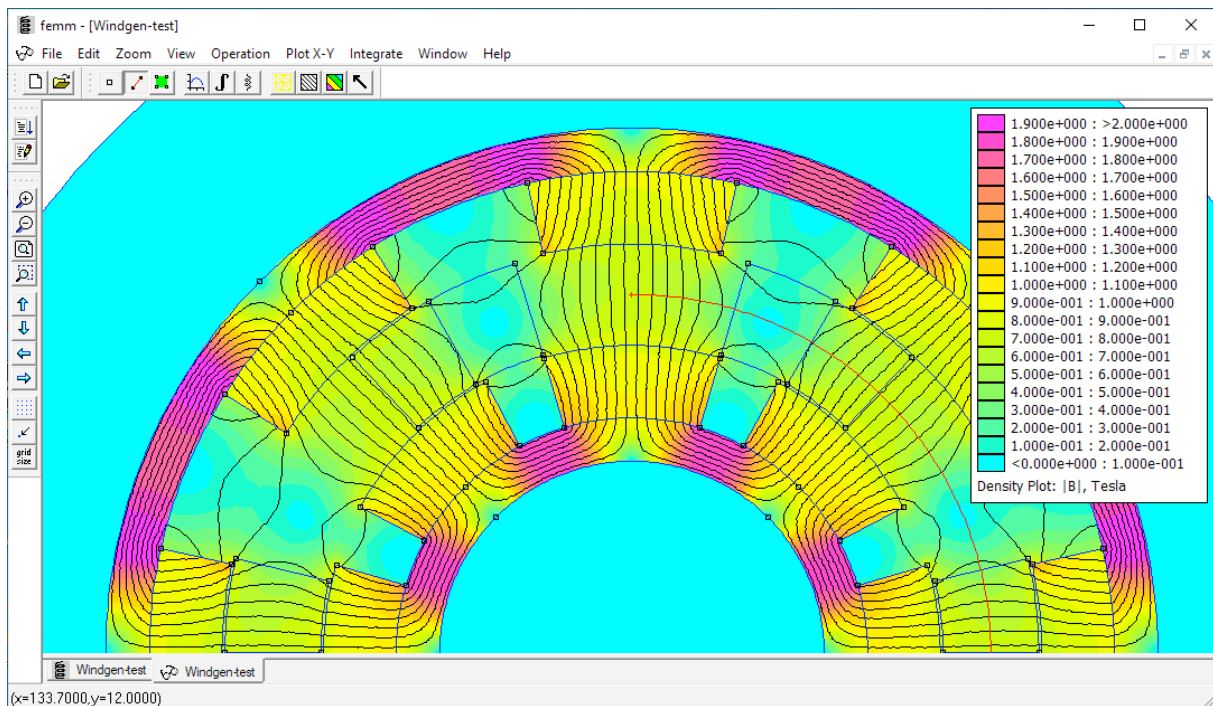 femm - [Windgen-test]
File Edit Zoom View Operation Plot X-Y Integrate Window Help
1.900e+000 : >2.000e+000
1.800e+000 : 1.900e+000
1.700e+000 : 1.800e+000
1.600e+000 : 1.700e+000
1.500e+000 : 1.600e+000
1.400e+000 : 1.500e+000
1.300e+000 : 1.400e+000
1.200e+000 : 1.300e+000
1.100e+000 : 1.200e+000
1.000e+000 : 1.100e+000
9.000e-001 : 1.000e+000
8.000e-001 : 9.000e-001
7.000e-001 : 8.000e-001
6.000e-001 : 7.000e-001
5.000e-001 : 6.000e-001
4.000e-001 : 5.000e-001
3.000e-001 : 4.000e-001
2.000e-001 : 3.000e-001
1.000e-001 : 2.000e-001
<0.000e+000 : 1.000e-001
Density Plot: |B|, Tesla
grid
size
Windgen-test Windgen-test
(x=133.7000,y=12.0000)